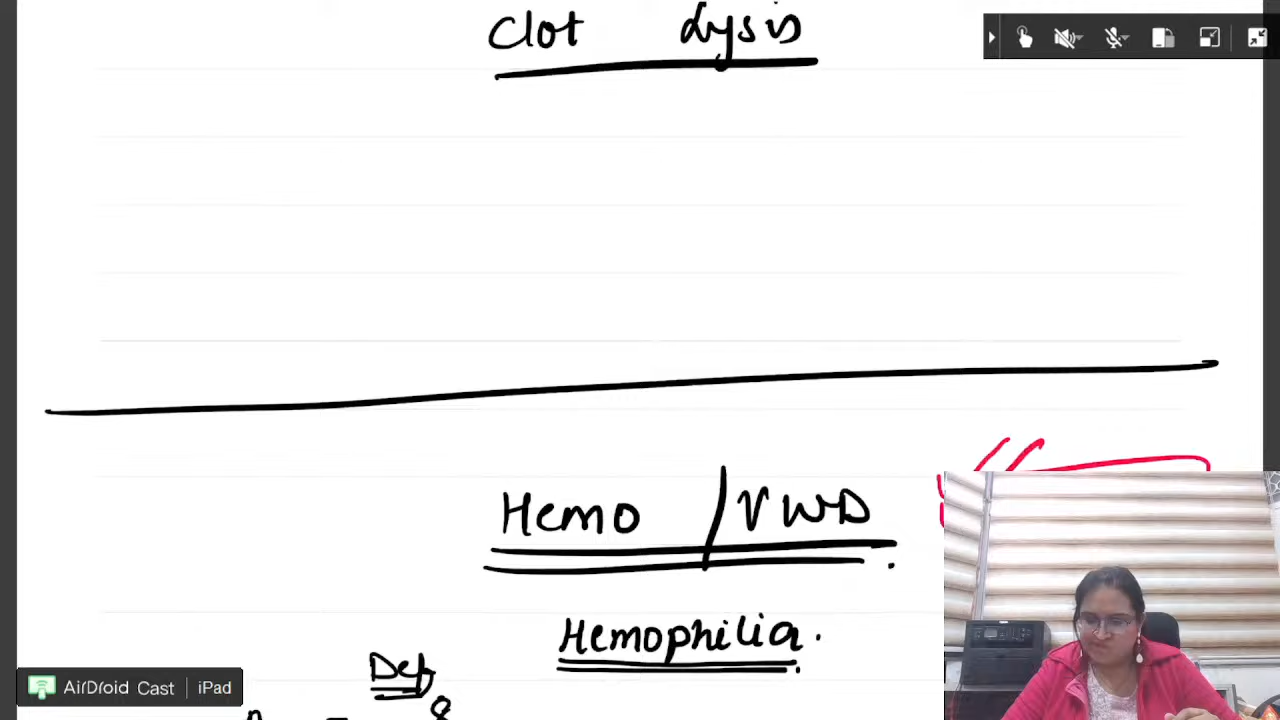 Clot Lysis
Hemo / VWD.
Hemophilia.
Def
8
AirDroid Cast iPad